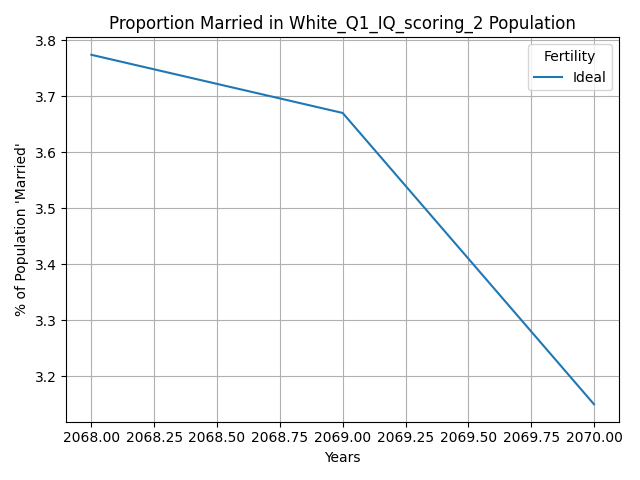 Proportion Married in White_Q1_IQ_scoring_2 Population
3.8
3.7
3.6
3.5
3.4
3.3
3.2
% of Population 'Married'
Fertility
Ideal
2068.00 2068.25 2068.50 2068.75 2069.00 2069.25 2069.50 2069.75 2070.00
Years